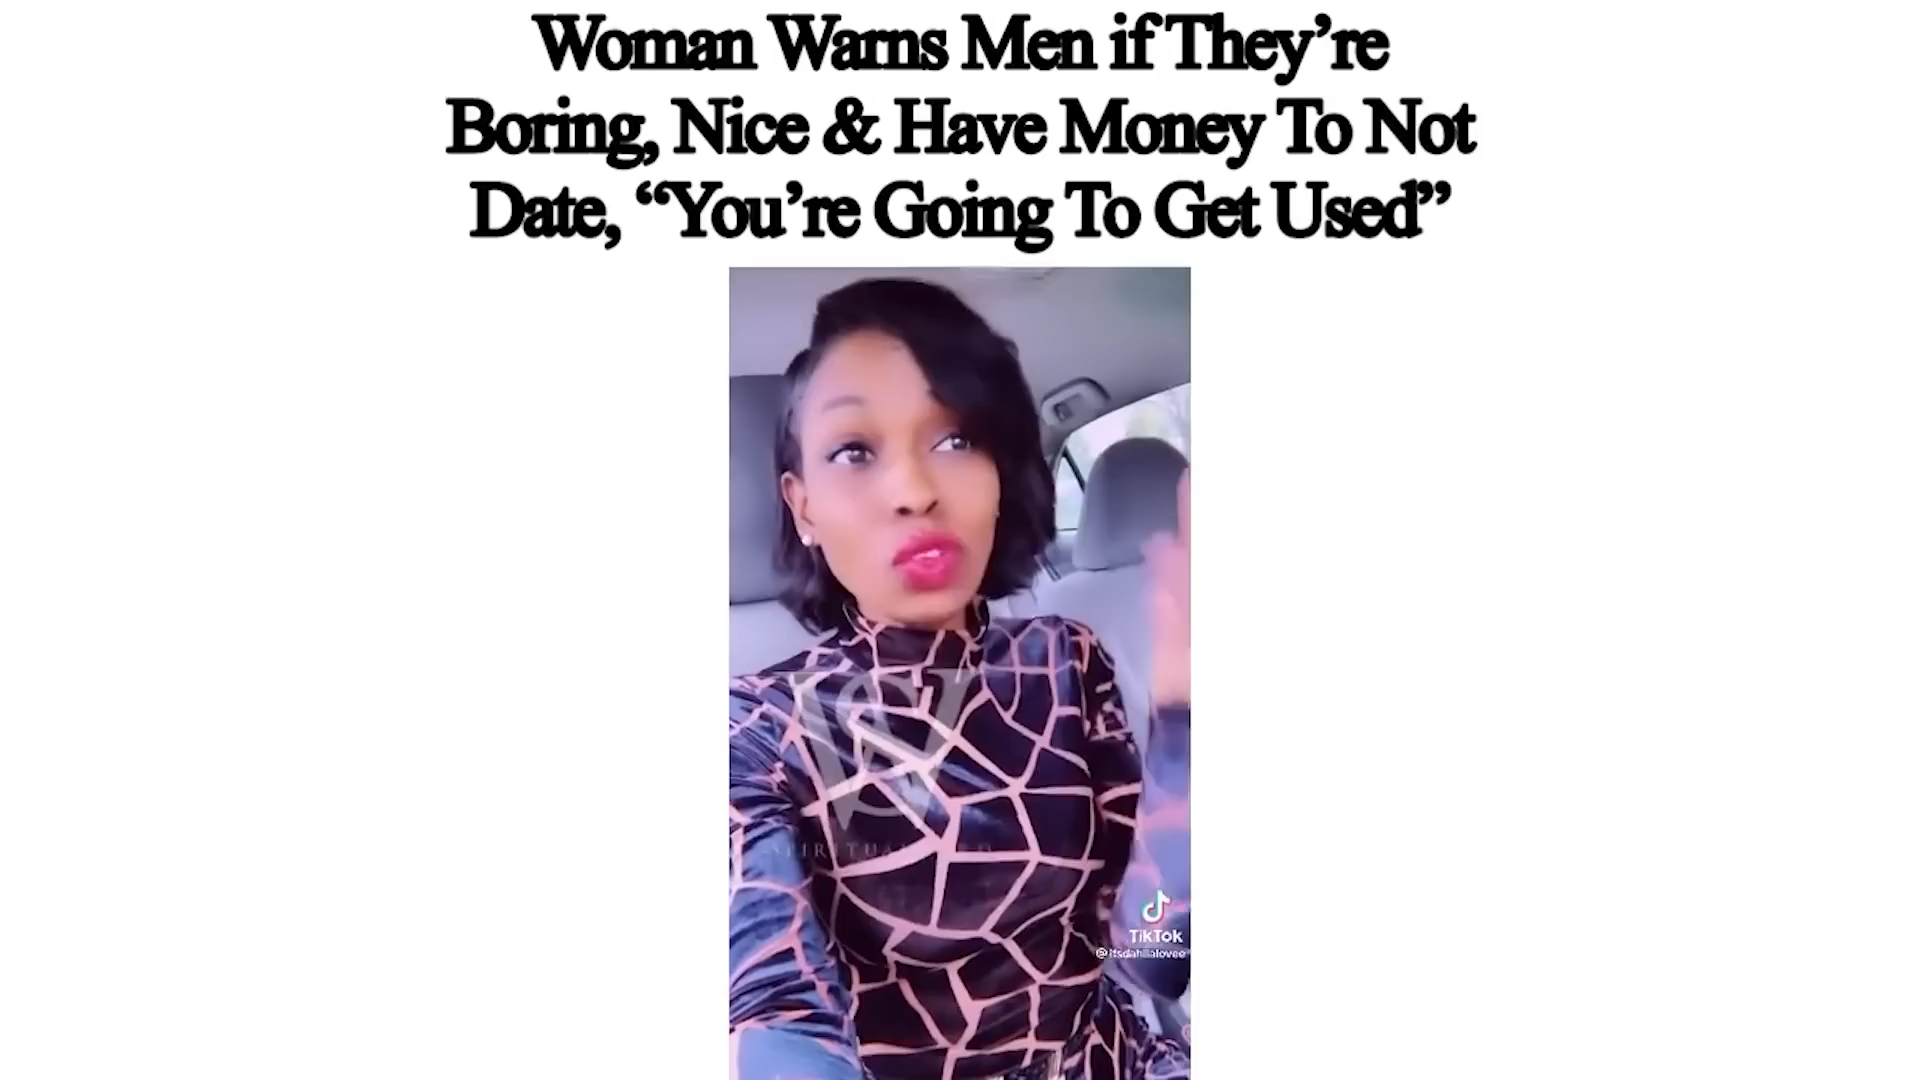 Woman Warns Men if They’re
Boring, Nice & Have Money To Not
Date, “You’re Going To Get Used”
TikTok
@itsdahlialovee